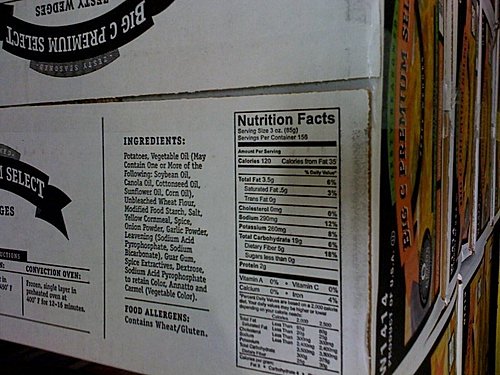 ZESTY WEDGES
BIG C PREMIUM SELECT
ZESTY SEASONED
SELECT
CONVECTION OVEN:
Frozen, single layer in
preheated oven at
400° F for 12-16 minutes.
INGREDIENTS:
Potatoes, Vegetable Oil (May
Contain One or More of the
Following: Soybean Oil,
Canola Oil, Cottonseed Oil,
Sunflower Oil, Corn Oil),
Unbleached Wheat Flour,
Modified Food Starch, Salt,
Yellow Cornmeal, Spice,
Onion Powder, Garlic Powder,
Leavening (Sodium Acid
Pyrophosphate, Sodium
Bicarbonate), Guar Gum,
Spice Extractives, Dextrose,
Sodium Acid Pyrophosphate
to retain Color, Annatto and
Carmel (Vegetable Color).
FOOD ALLERGENS:
Contains Wheat/Gluten.
Nutrition Facts
Serving Size 3 oz. (85g)
Servings Per Container 156
Amount Per Serving
Calories 120 Calories from Fat 35
% Daily Value*
Total Fat 3.5g 6%
Saturated Fat .5g 3%
Trans Fat 0g
Cholesterol 0mg 0%
Sodium 290mg 12%
Potassium 260mg 8%
Total Carbohydrate 19g 6%
Dietary Fiber 5g 18%
Sugars less than 0g
Protein 2g
Vitamin A 0% • Vitamin C 0%
Calcium 0% • Iron 4%
BIG C PREMIUM